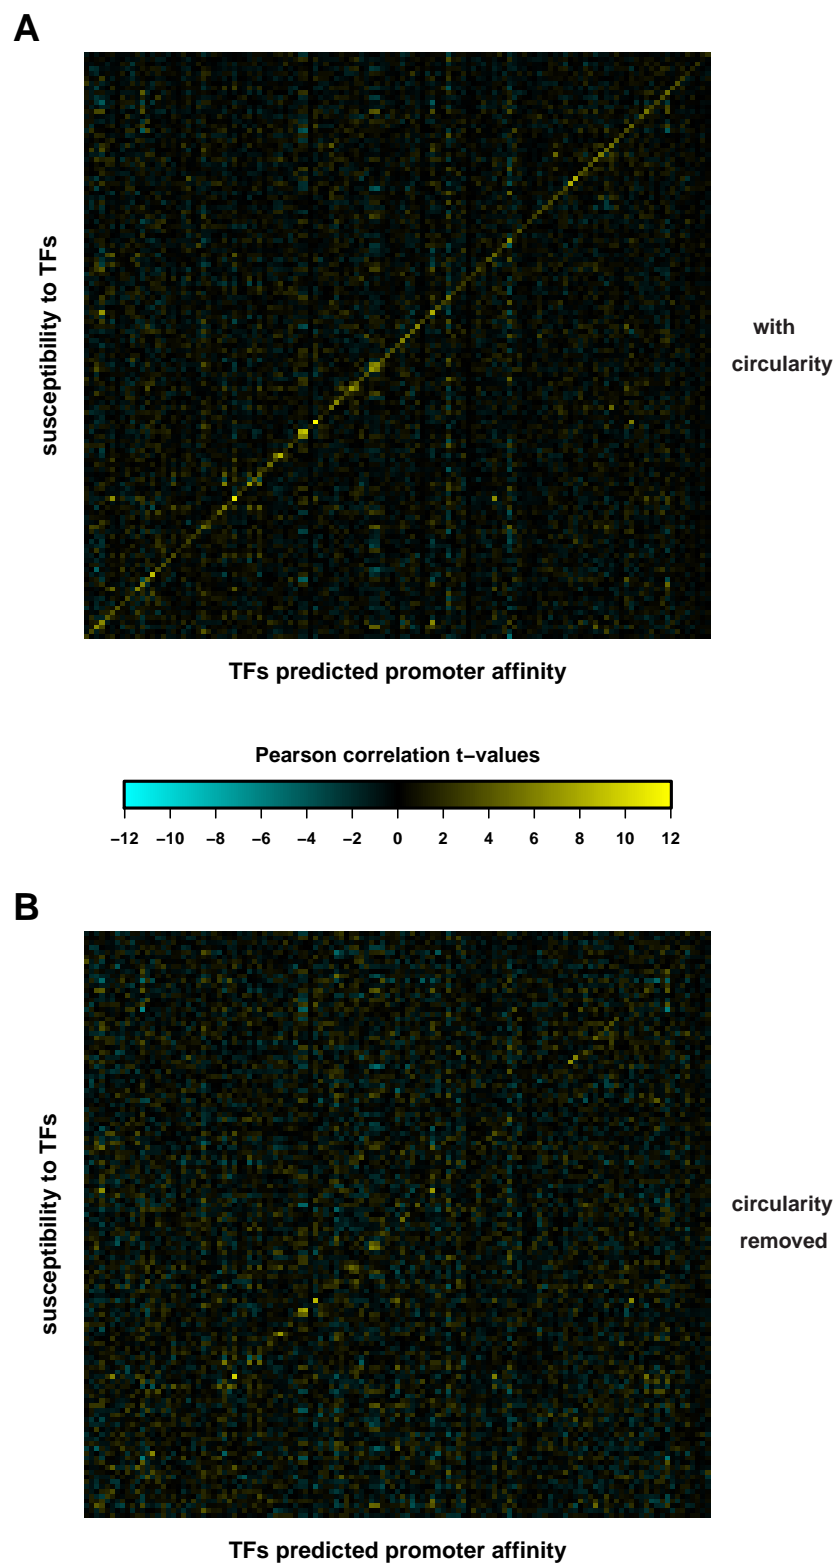 A
susceptibility to TFs
with
circularity
TFs predicted promoter affinity
Pearson correlation t−values
−12 −10 −8 −6 −4 −2 0 2 4 6 8 10 12
B
susceptibility to TFs
circularity
removed
TFs predicted promoter affinity